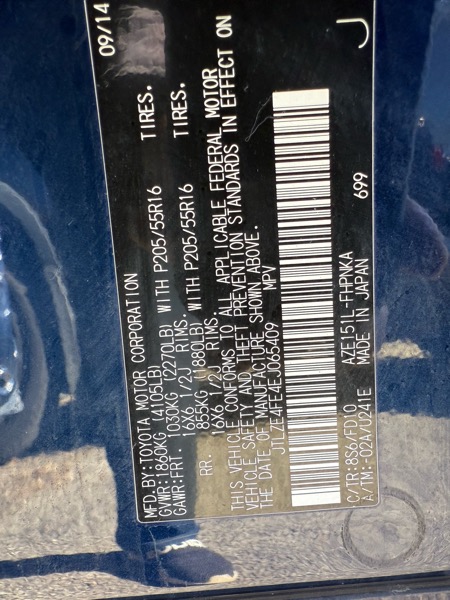 MFD.BY:TOYOTA MOTOR CORPORATION 09/14
GVWR:1860KG (4105LB)
GAWR:FRT. 1030KG (2270LB) WITH P205/55R16 TIRES.
16X6 1/2J RIMS.
RR. 855KG (1880LB) WITH P205/55R16 TIRES.
16X6 1/2J RIMS.
THIS VEHICLE CONFORMS TO ALL APPLICABLE FEDERAL MOTOR
VEHICLE SAFETY AND THEFT PREVENTION STANDARDS IN EFFECT ON
THE DATE OF MANUFACTURE SHOWN ABOVE.
JTLZE4FE4EJ065409 MPV
C/TR:8S6/FD10 AZE151L-FHPNKA
A/TM:-02A/U241E MADE IN JAPAN 699 J